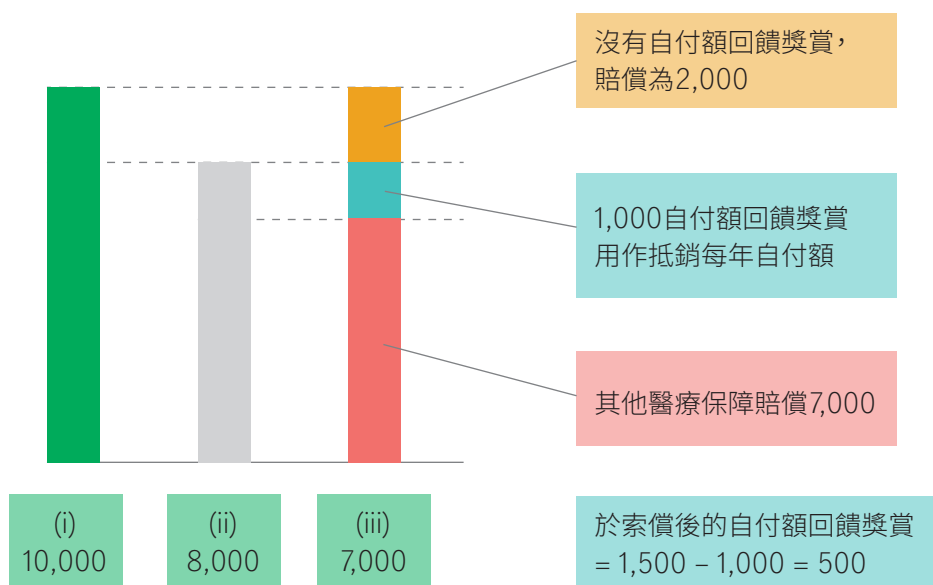 沒有自付額回饋獎賞，
賠償為2,000
1,000自付額回饋獎賞
用作抵銷每年自付額
其他醫療保障賠償7,000
(i)
10,000
(ii)
8,000
(iii)
7,000
於索償後的自付額回饋獎賞
= 1,500 – 1,000 = 500